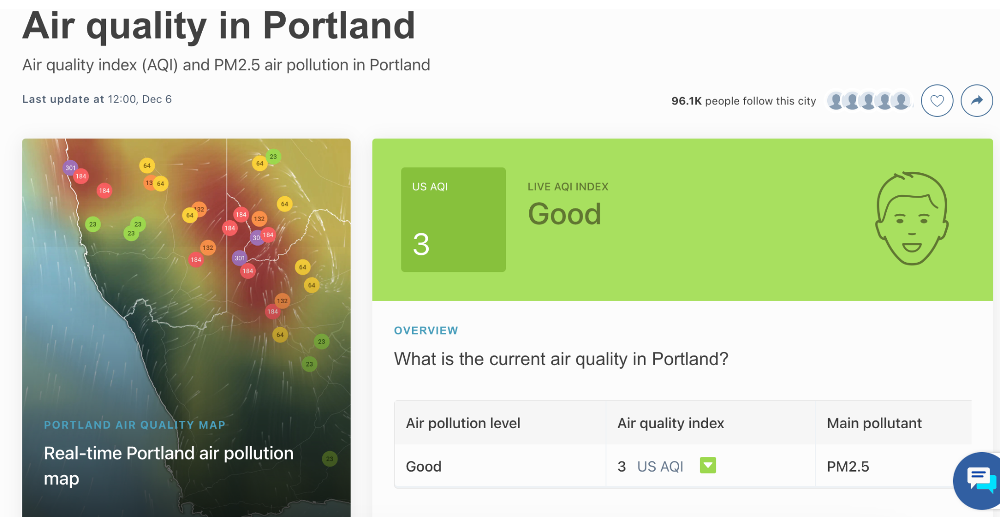 Air quality in Portland
Air quality index (AQI) and PM2.5 air pollution in Portland
Last update at 12:00, Dec 6
96.1K people follow this city
301
184
184
64
13
64
64
23
64
132
64
184
132
184
30
184
23
23
23
132
184
301
184
64
64
132
184
64
23
23
23
PORTLAND AIR QUALITY MAP
Real-time Portland air pollution
map
US AQI
3
LIVE AQI INDEX
Good
OVERVIEW
What is the current air quality in Portland?
Air pollution level
Air quality index
Main pollutant
Good
3 US AQI
PM2.5